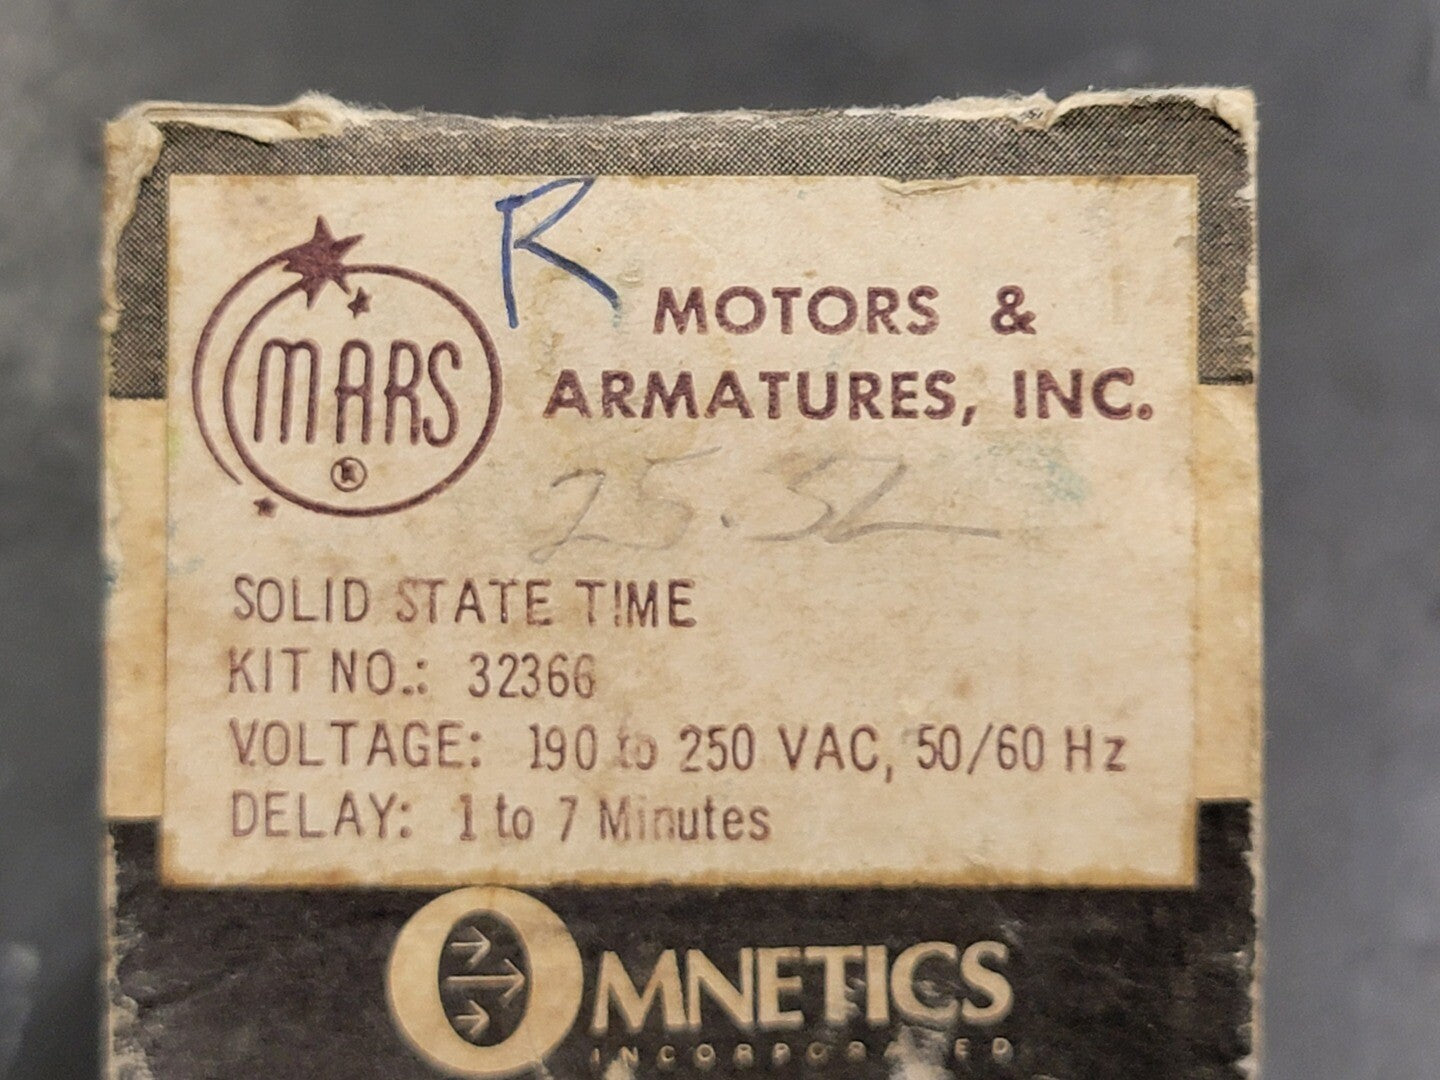 R
MARS
®
MOTORS &
ARMATURES, INC.
25.52
SOLID STATE TIME
KIT NO.: 32366
VOLTAGE: 190 to 250 VAC, 50/60 Hz
DELAY: 1 to 7 Minutes
OMNETICS
INCORPORATED